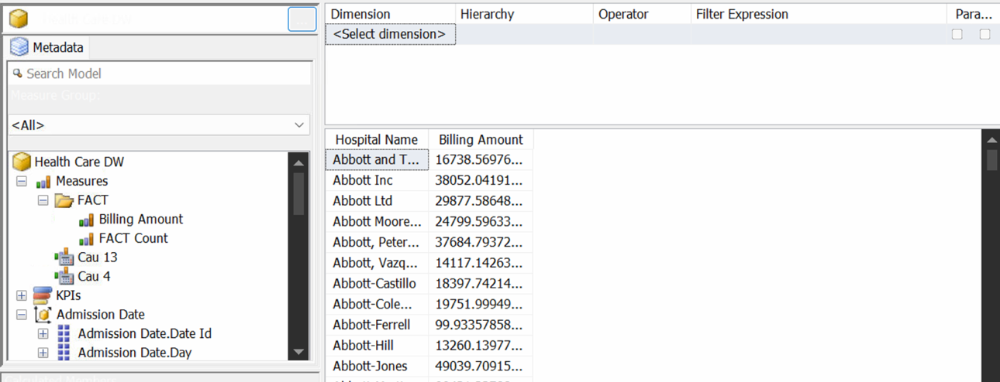 Health Care DW
Metadata
Search Model
Measure Group:
<All>
Health Care DW
Measures
FACT
Billing Amount
FACT Count
Cau 13
Cau 4
KPIs
Admission Date
Admission Date.Date Id
Admission Date.Day
Dimension Hierarchy Operator Filter Expression Para...
<Select dimension>
Hospital Name Billing Amount
Abbott and T... 16738.56976...
Abbott Inc 38052.04191...
Abbott Ltd 29877.58648...
Abbott Moore... 24799.59633...
Abbott, Peter... 37684.79372...
Abbott, Vazq... 14117.14263...
Abbott-Castillo 18397.74214...
Abbott-Cole... 19751.99949...
Abbott-Ferrell 99.93357858...
Abbott-Hill 13260.13977...
Abbott-Jones 49039.70915...